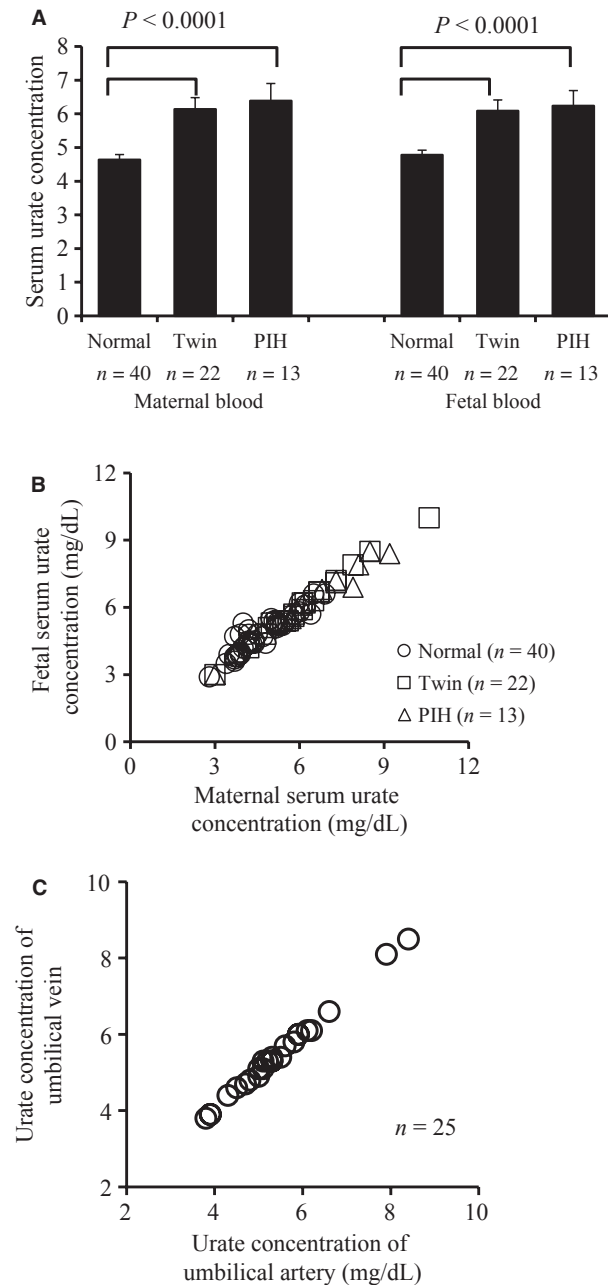 A
P < 0.0001
P < 0.0001
Serum urate concentration
8
7
6
5
4
3
2
1
0
Normal Twin PIH Normal Twin PIH
n = 40 n = 22 n = 13 n = 40 n = 22 n = 13
Maternal blood Fetal blood
B
Fetal serum urate
concentration (mg/dL)
12
9
6
3
0
Normal (n = 40)
Twin (n = 22)
PIH (n = 13)
0 3 6 9 12
Maternal serum urate
concentration (mg/dL)
C
Urate concentration of
umbilical vein
10
8
6
4
2
n = 25
2 4 6 8 10
Urate concentration of
umbilical artery (mg/dL)